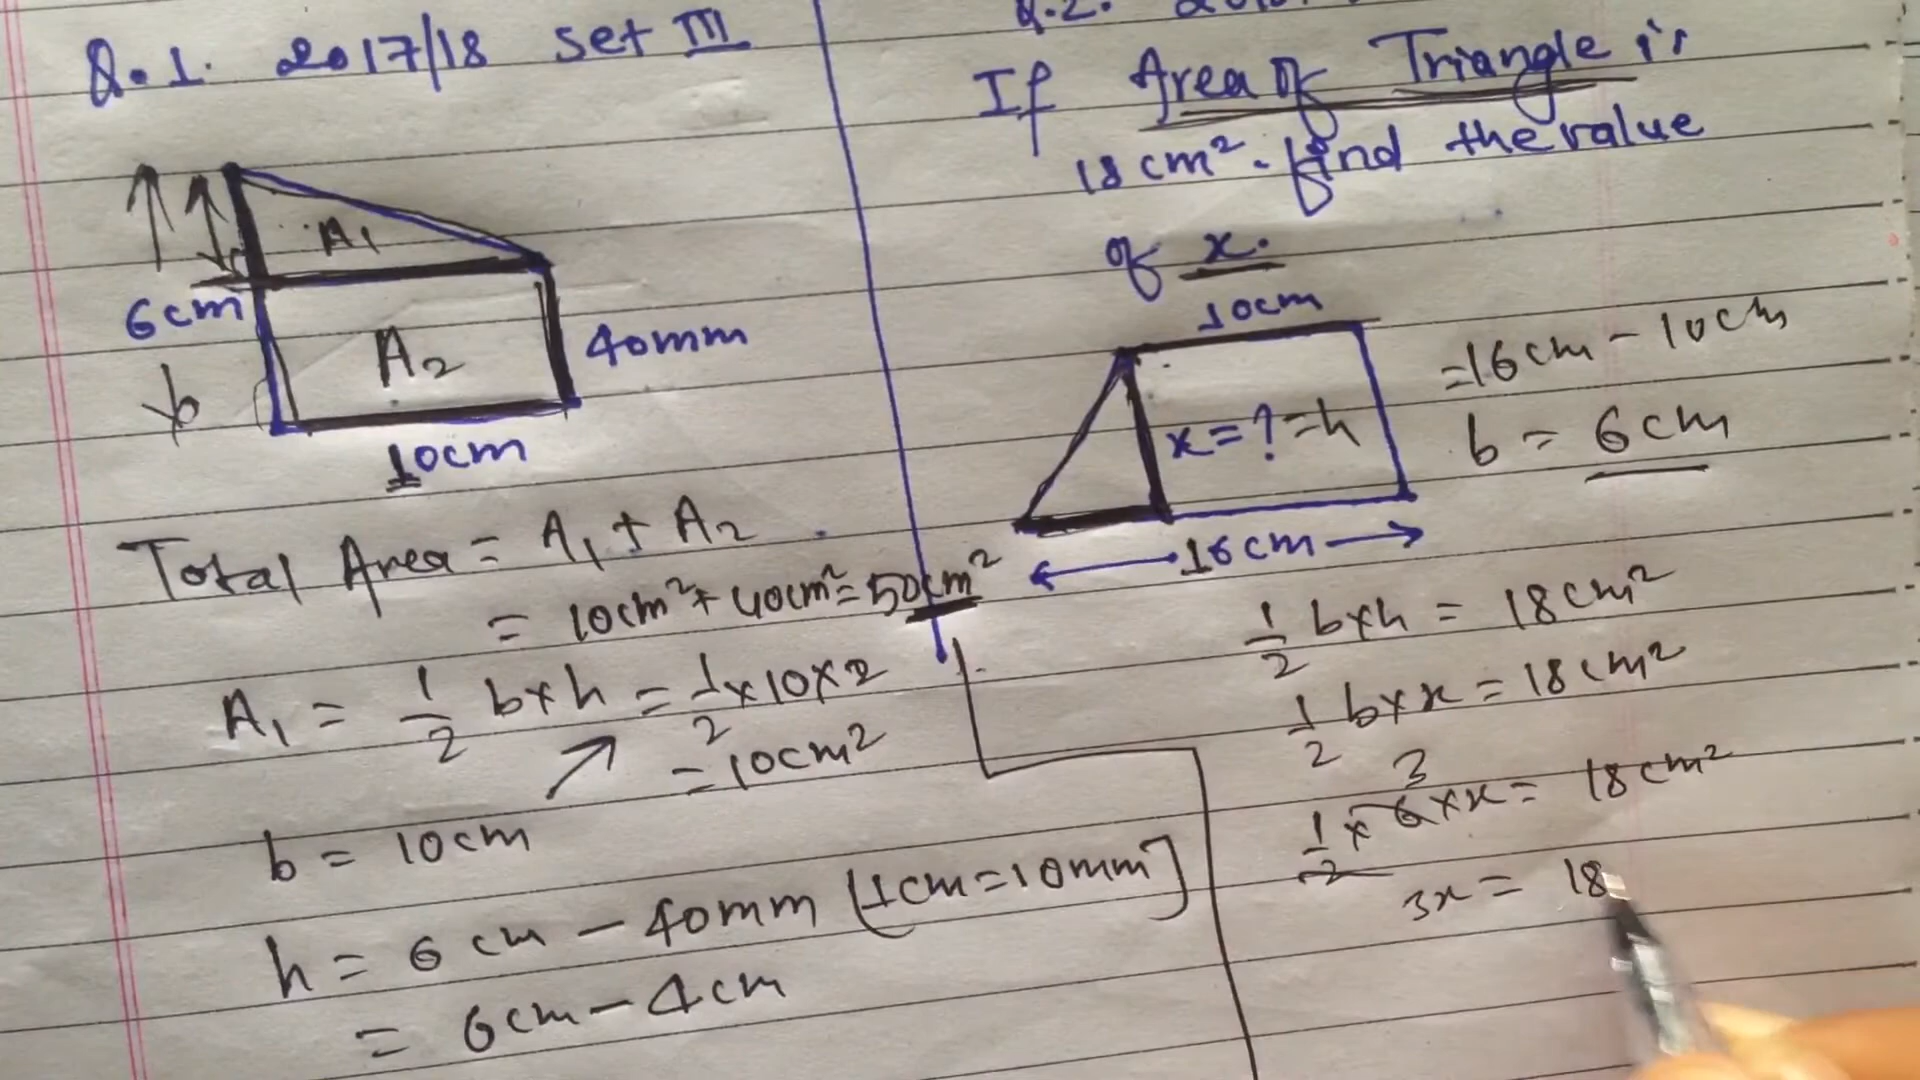 Q.1. 2017/18 set III
A₁
6cm
A₂
40mm
10cm
Total Area = A₁ + A₂
= 10cm² + 40cm² = 50cm²
A₁ = 1/2 b×h = 1/2 × 10 × 2
= 10cm²
b = 10cm
h = 6 cm - 40mm [1cm = 10mm]
= 6cm - 4cm
If Area of Triangle is
18 cm². find the value
of x.
10cm
x = ? = h
16cm
= 16cm - 10cm
b = 6cm
1/2 b×h = 18cm²
1/2 b×x = 18cm²
3
1/2 × 6 × x = 18cm²
3x = 18